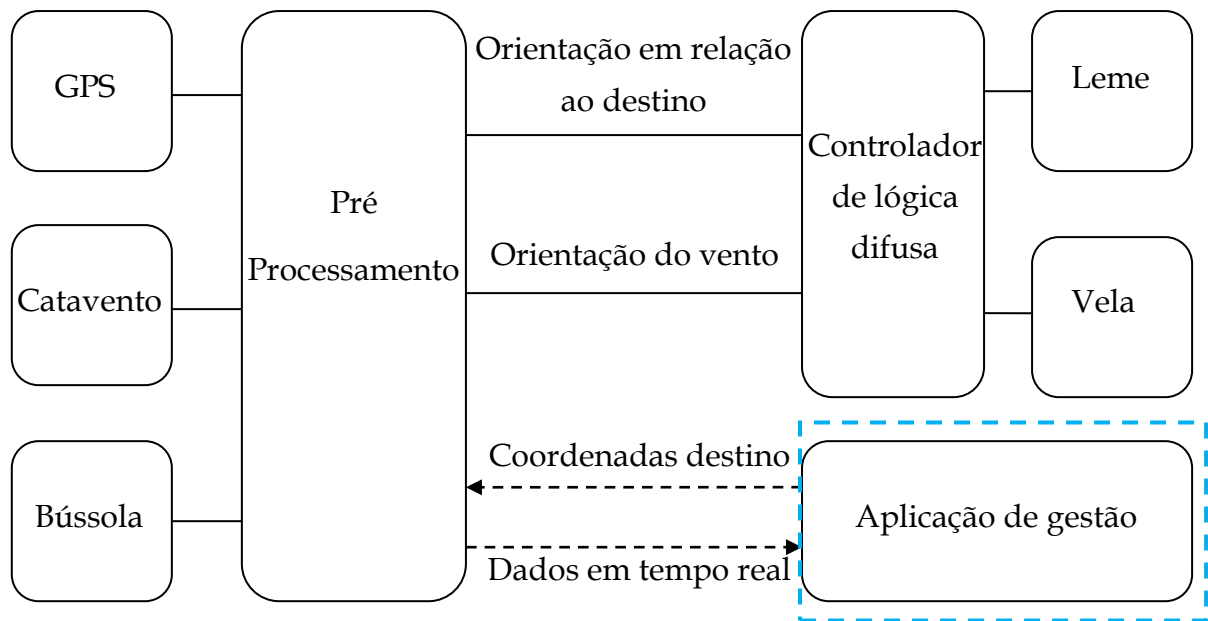 GPS
Catavento
Bússola
Pré
Processamento
Orientação em relação
ao destino
Orientação do vento
Coordenadas destino
Dados em tempo real
Controlador
de lógica
difusa
Leme
Vela
Aplicação de gestão